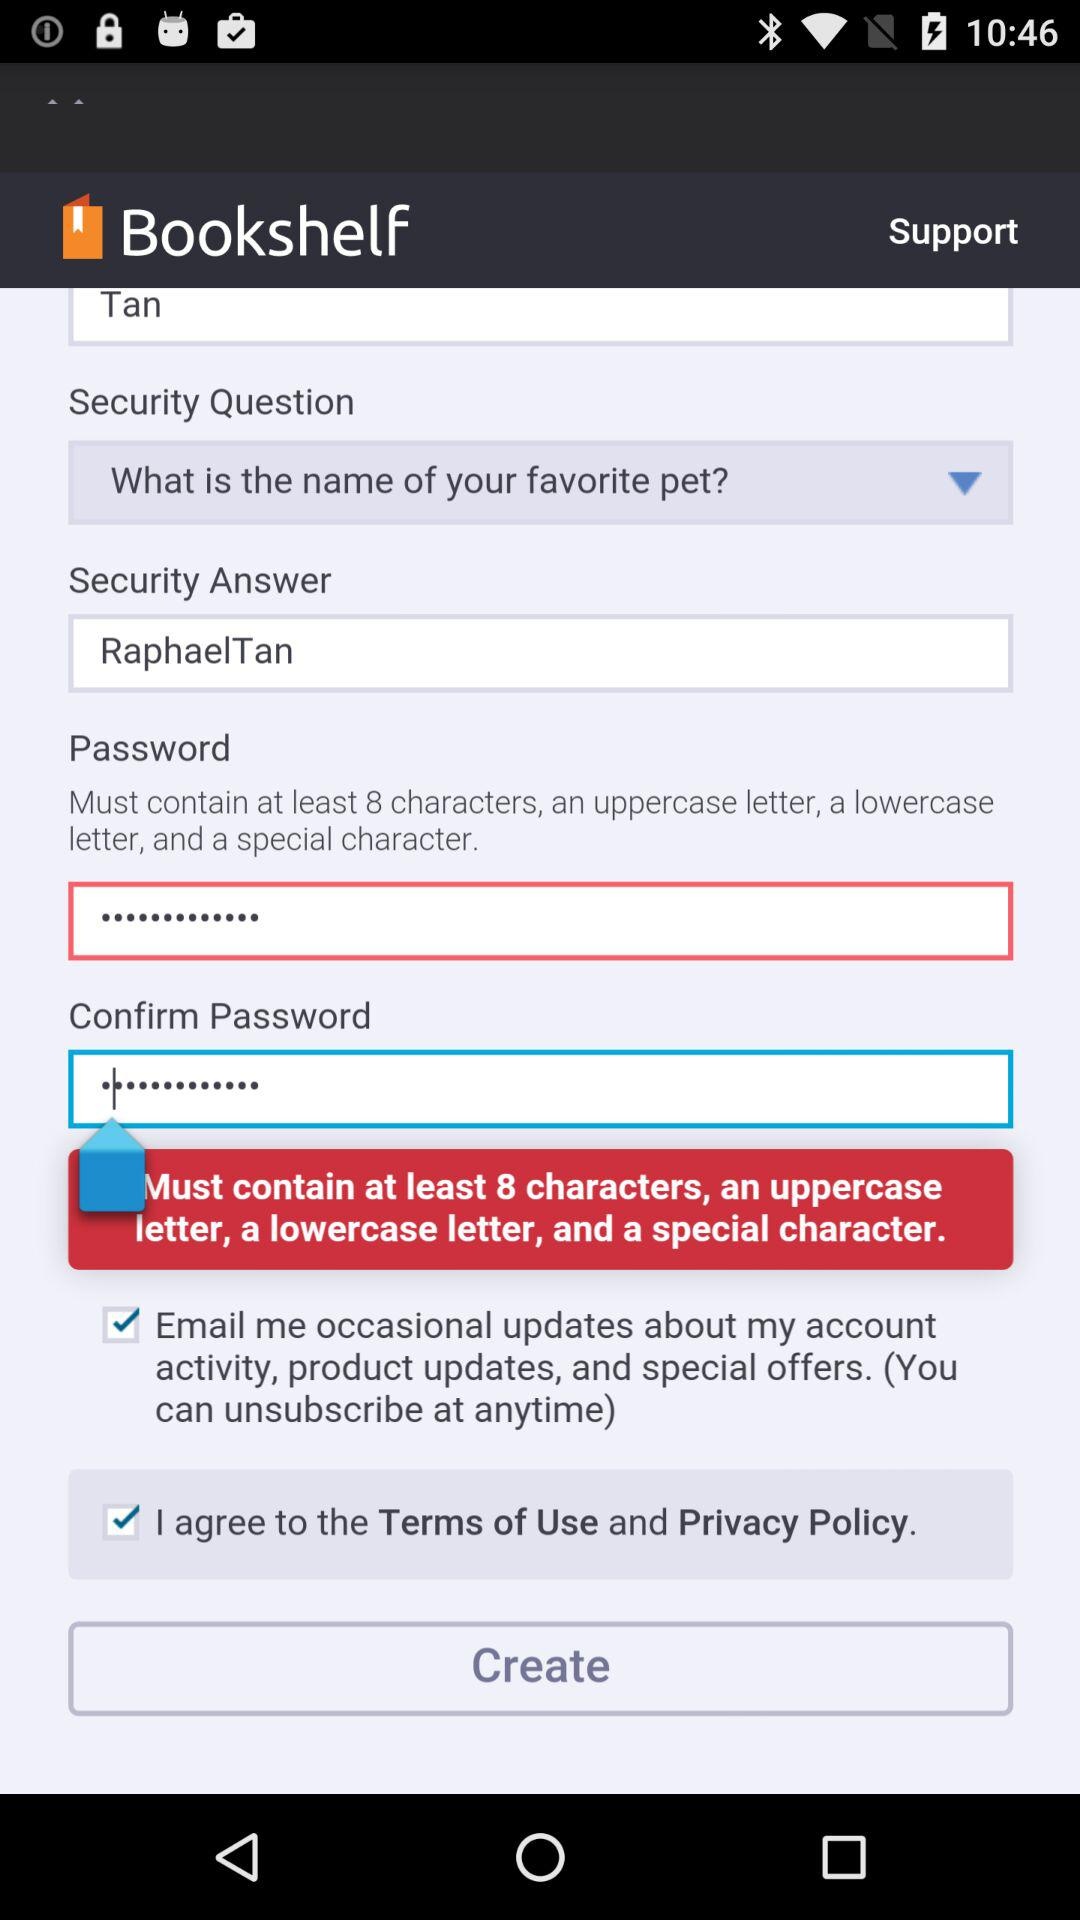 10:46
Bookshelf
Support
Tan
Security Question
What is the name of your favorite pet?
Security Answer
RaphaelTan
Password
Must contain at least 8 characters, an uppercase letter, a lowercase
letter, and a special character.
•••••••••••••
Confirm Password
•••••••••••••
Must contain at least 8 characters, an uppercase
letter, a lowercase letter, and a special character.
Email me occasional updates about my account
activity, product updates, and special offers. (You
can unsubscribe at anytime)
I agree to the Terms of Use and Privacy Policy.
Create